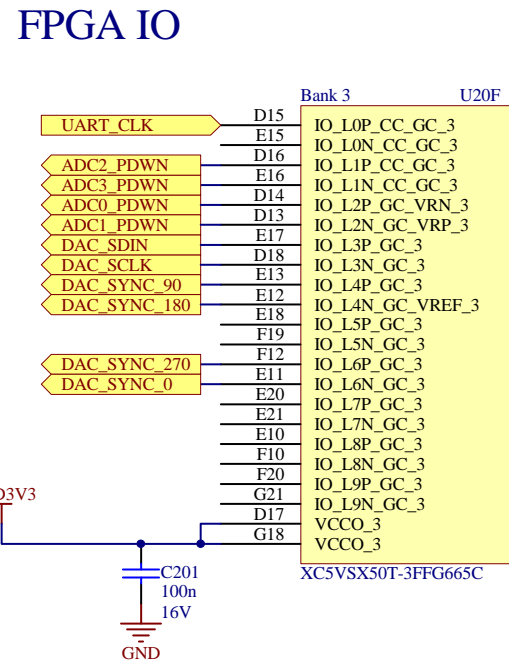 FPGA IO
Bank 3 U20F
UART_CLK D15 IO_L0P_CC_GC_3
E15 IO_L0N_CC_GC_3
ADC2_PDWN D16 IO_L1P_CC_GC_3
ADC3_PDWN E16 IO_L1N_CC_GC_3
ADC0_PDWN D14 IO_L2P_GC_VRN_3
ADC1_PDWN D13 IO_L2N_GC_VRP_3
DAC_SDIN E17 IO_L3P_GC_3
DAC_SCLK D18 IO_L3N_GC_3
DAC_SYNC_90 E13 IO_L4P_GC_3
DAC_SYNC_180 E12 IO_L4N_GC_VREF_3
E18 IO_L5P_GC_3
F19 IO_L5N_GC_3
DAC_SYNC_270 F12 IO_L6P_GC_3
DAC_SYNC_0 E11 IO_L6N_GC_3
E20 IO_L7P_GC_3
E21 IO_L7N_GC_3
E10 IO_L8P_GC_3
F10 IO_L8N_GC_3
F20 IO_L9P_GC_3
G21 IO_L9N_GC_3
D17 VCCO_3
G18 VCCO_3
XC5VSX50T-3FFG665C
C201
100n
16V
GND